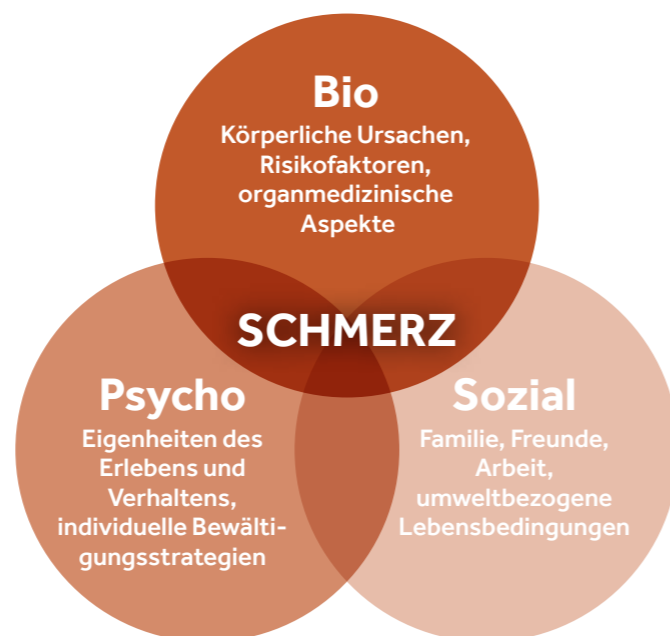 Bio
Körperliche Ursachen,
Risikofaktoren,
organmedizinische
Aspekte
SCHMERZ
Psycho
Eigenheiten des
Erlebens und
Verhaltens,
individuelle Bewälti-
gungsstrategien
Sozial
Familie, Freunde,
Arbeit,
umweltbezogene
Lebensbedingungen